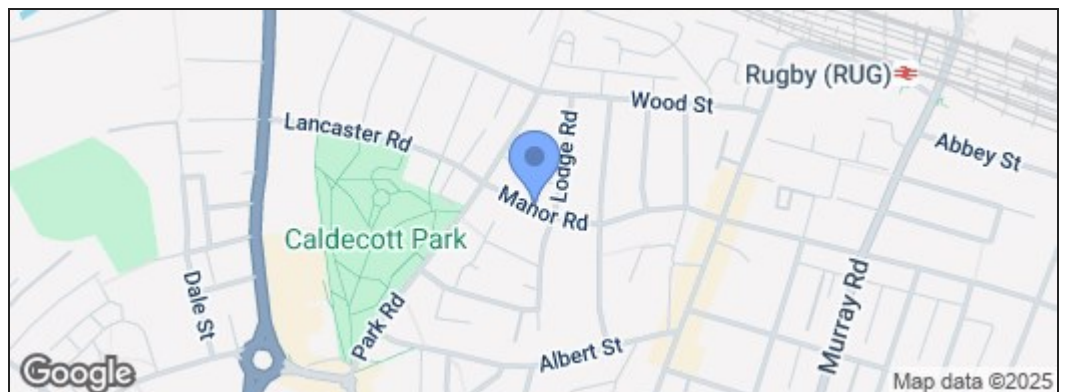 Rugby (RUG)
Wood St
Lancaster Rd
Lodge Rd
Abbey St
Manor Rd
Caldecott Park
Dale St
Park Rd
Murray Rd
Albert St
Google
Map data ©2025